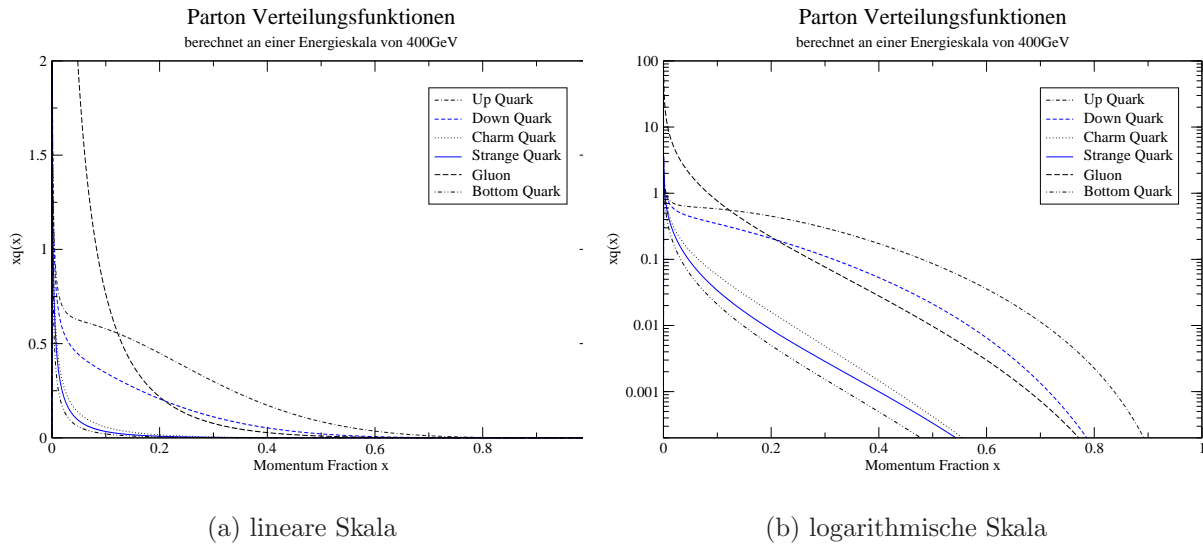 Parton Verteilungsfunktionen
berechnet an einer Energieskala von 400GeV
2
1.5
1
0.5
0
xq(x)
Up Quark
Down Quark
Charm Quark
Strange Quark
Gluon
Bottom Quark
0 0.2 0.4 0.6 0.8
Momentum Fraction x
(a) lineare Skala
Parton Verteilungsfunktionen
berechnet an einer Energieskala von 400GeV
100
10
1
0.1
0.01
0.001
xq(x)
Up Quark
Down Quark
Charm Quark
Strange Quark
Gluon
Bottom Quark
0 0.2 0.4 0.6 0.8 1
Momentum Fraction x
(b) logarithmische Skala